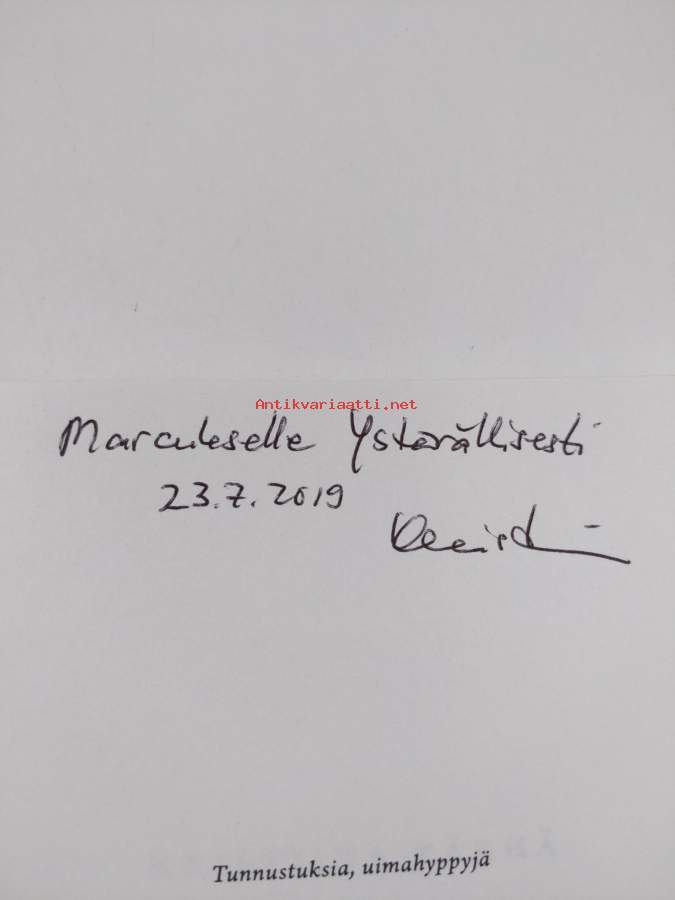 Antikvariaatti.net
Marcukselle Ystävällisesti
23.7.2019
Tunnustuksia, uimahyppyjä